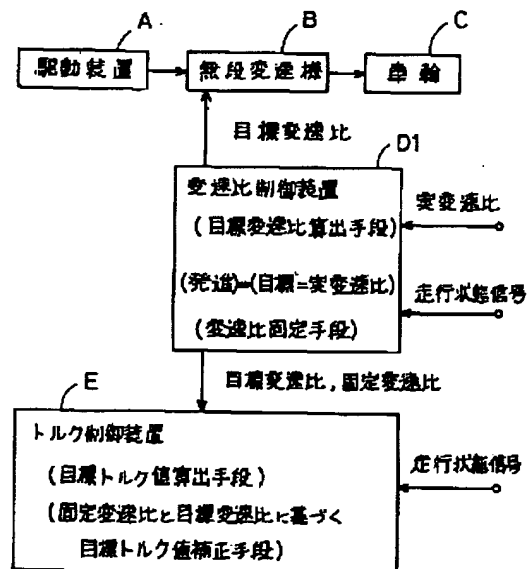 A
B
C
駆動装置
無段変速機
車輪
目標変速比
D1
変速比制御装置
(目標変速比算出手段)
実変速比
(発進)→(目標=実変速比)
走行状態信号
(変速比固定手段)
目標変速比,固定変速比
E
トルク制御装置
(目標トルク値算出手段)
走行状態信号
(固定変速比と目標変速比に基づく
目標トルク値補正手段)